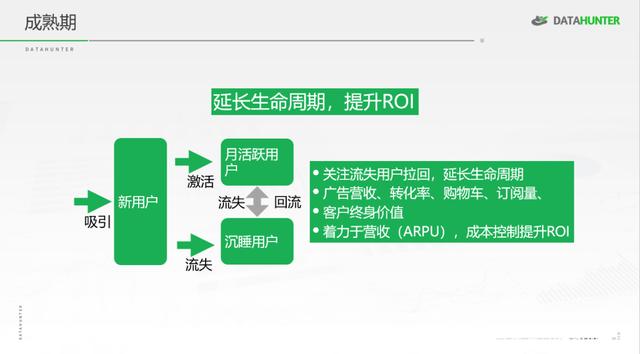 成熟期
DATAHUNTER
DATAHUNTER
延长生命周期，提升ROI
吸引
新用户
激活
流失
月活跃用
户
流失
回流
沉睡用户
关注流失用户拉回，延长生命周期
广告营收、转化率、购物车、订阅量、
客户终身价值
着力于营收（ARPU），成本控制提升ROI
DATAHUNTER